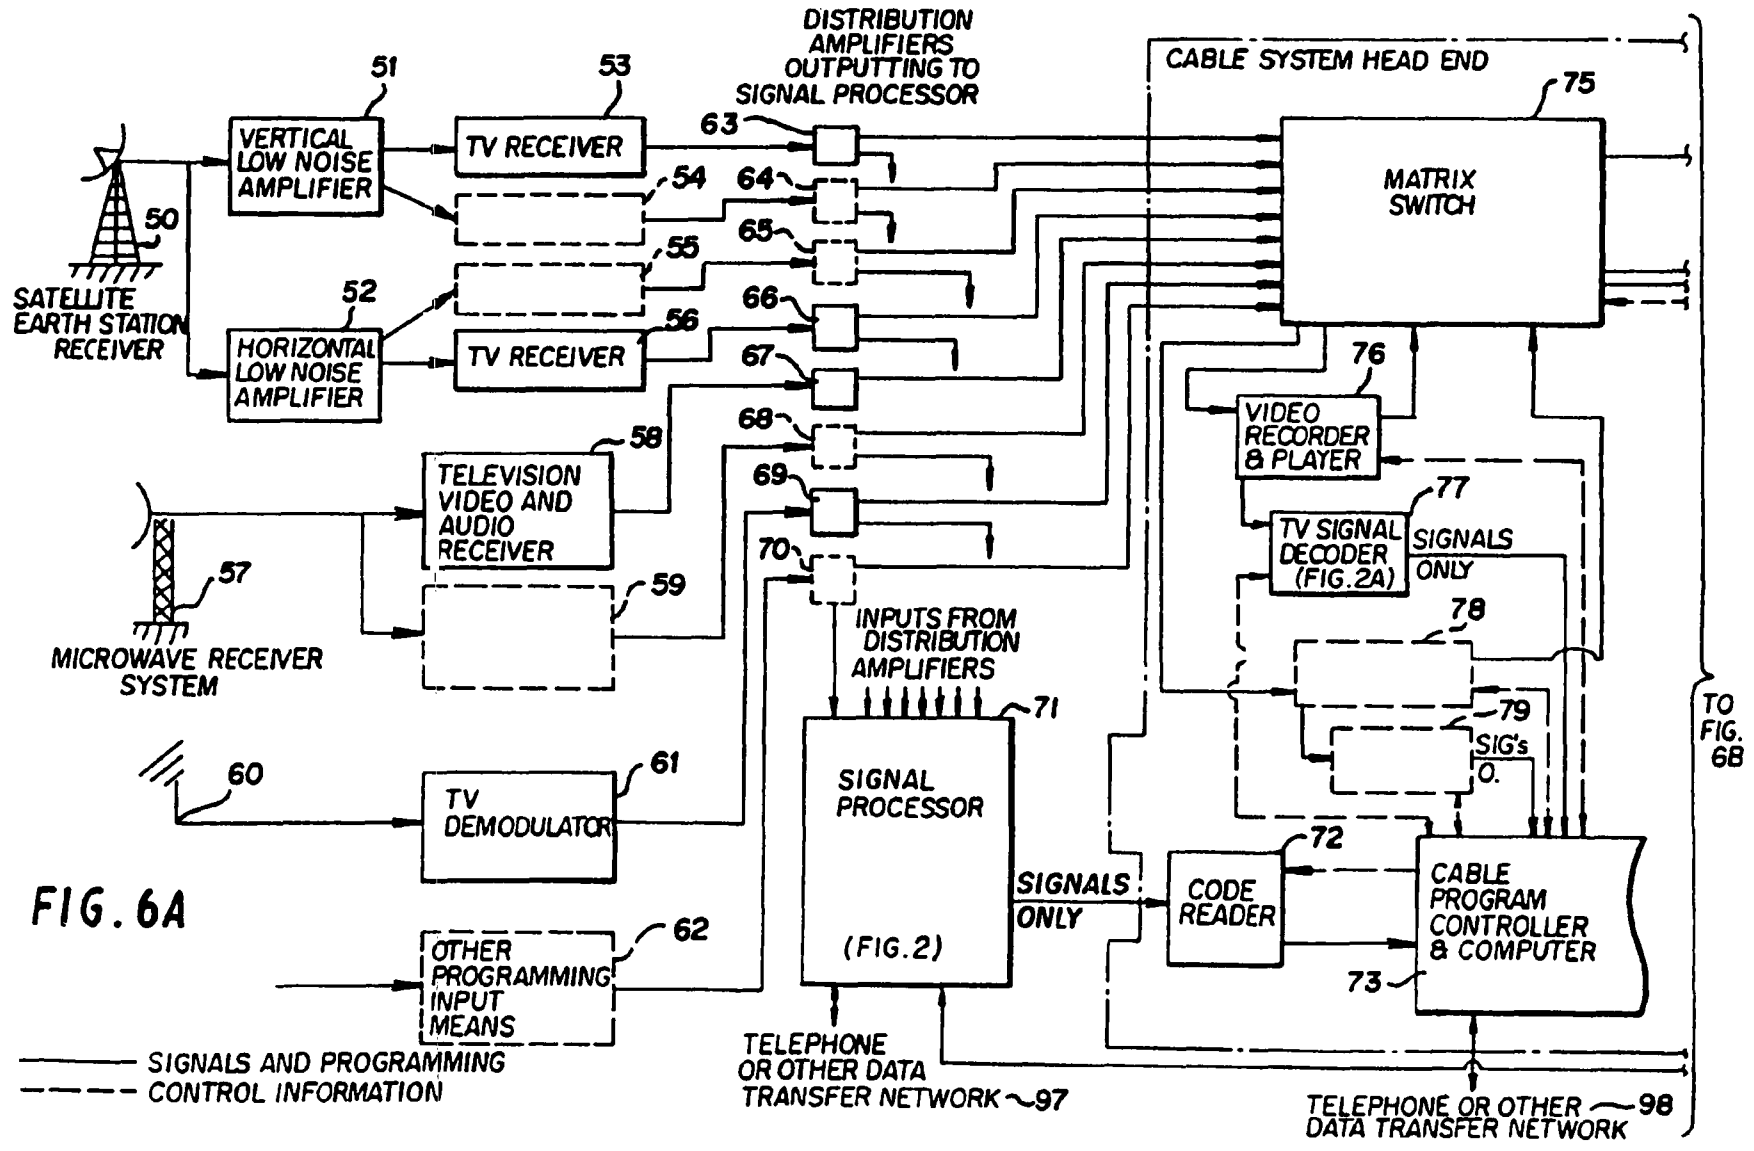 DISTRIBUTION
AMPLIFIERS
OUTPUTTING TO
SIGNAL PROCESSOR
CABLE SYSTEM HEAD END
51
53
63
75
VERTICAL
LOW NOISE
AMPLIFIER
TV RECEIVER
MATRIX
SWITCH
54
64
50
65
55
SATELLITE
EARTH STATION
RECEIVER
52
66
HORIZONTAL
LOW NOISE
AMPLIFIER
TV RECEIVER
56
67
76
VIDEO
RECORDER
& PLAYER
68
58
TELEVISION
VIDEO AND
AUDIO
RECEIVER
69
77
TV SIGNAL
DECODER
(FIG. 2A)
SIGNALS
ONLY
70
57
59
INPUTS FROM
DISTRIBUTION
AMPLIFIERS
78
MICROWAVE RECEIVER
SYSTEM
71
79
SIG's
O.
TO
FIG.
6B
60
61
TV
DEMODULATOR
SIGNAL
PROCESSOR
(FIG.2)
72
SIGNALS
ONLY
CODE
READER
CABLE
PROGRAM
CONTROLLER
& COMPUTER
73
FIG. 6A
62
OTHER
PROGRAMMING
INPUT
MEANS
SIGNALS AND PROGRAMMING
CONTROL INFORMATION
TELEPHONE
OR OTHER DATA
TRANSFER NETWORK 97
TELEPHONE OR OTHER 98
DATA TRANSFER NETWORK